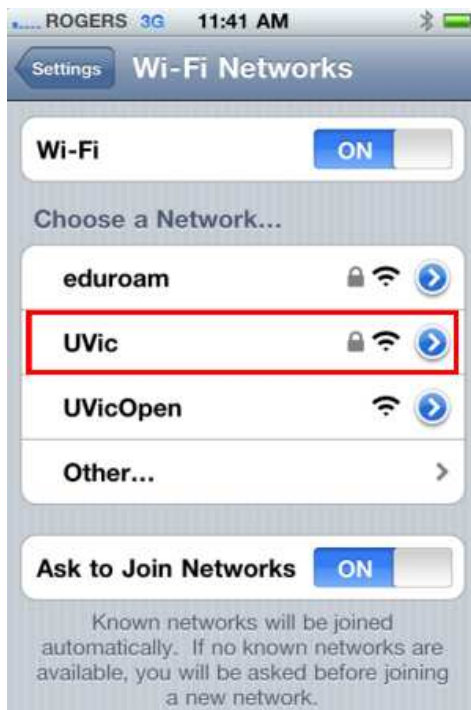 ROGERS 3G 11:41 AM
Settings Wi-Fi Networks
Wi-Fi ON
Choose a Network...
eduroam
UVic
UVicOpen
Other...
Ask to Join Networks ON
Known networks will be joined
automatically. If no known networks are
available, you will be asked before joining
a new network.